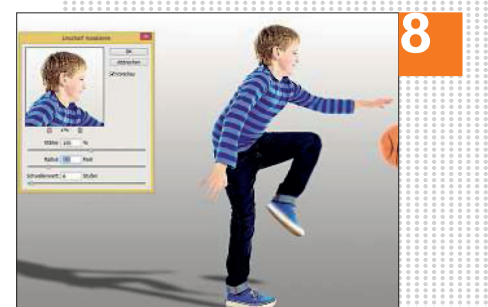 8
Unscharf maskieren
OK
Abbrechen
Vorschau
Stärke: %
Radius: Pixel
Schwellenwert: Stufen